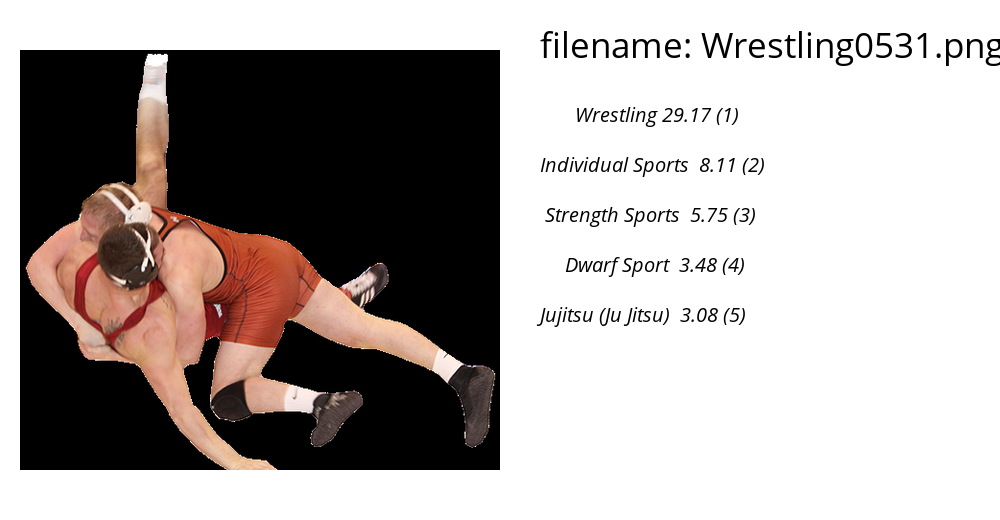 filename: Wrestling0531.png
Wrestling 29.17 (1)
Individual Sports 8.11 (2)
Strength Sports 5.75 (3)
Dwarf Sport 3.48 (4)
Jujitsu (Ju Jitsu) 3.08 (5)